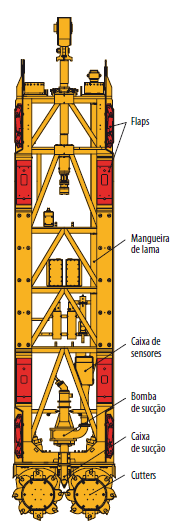 Flaps
Mangueira
de lama
Caixa de
sensores
Bomba
de sucção
Caixa
de sucção
Cutters